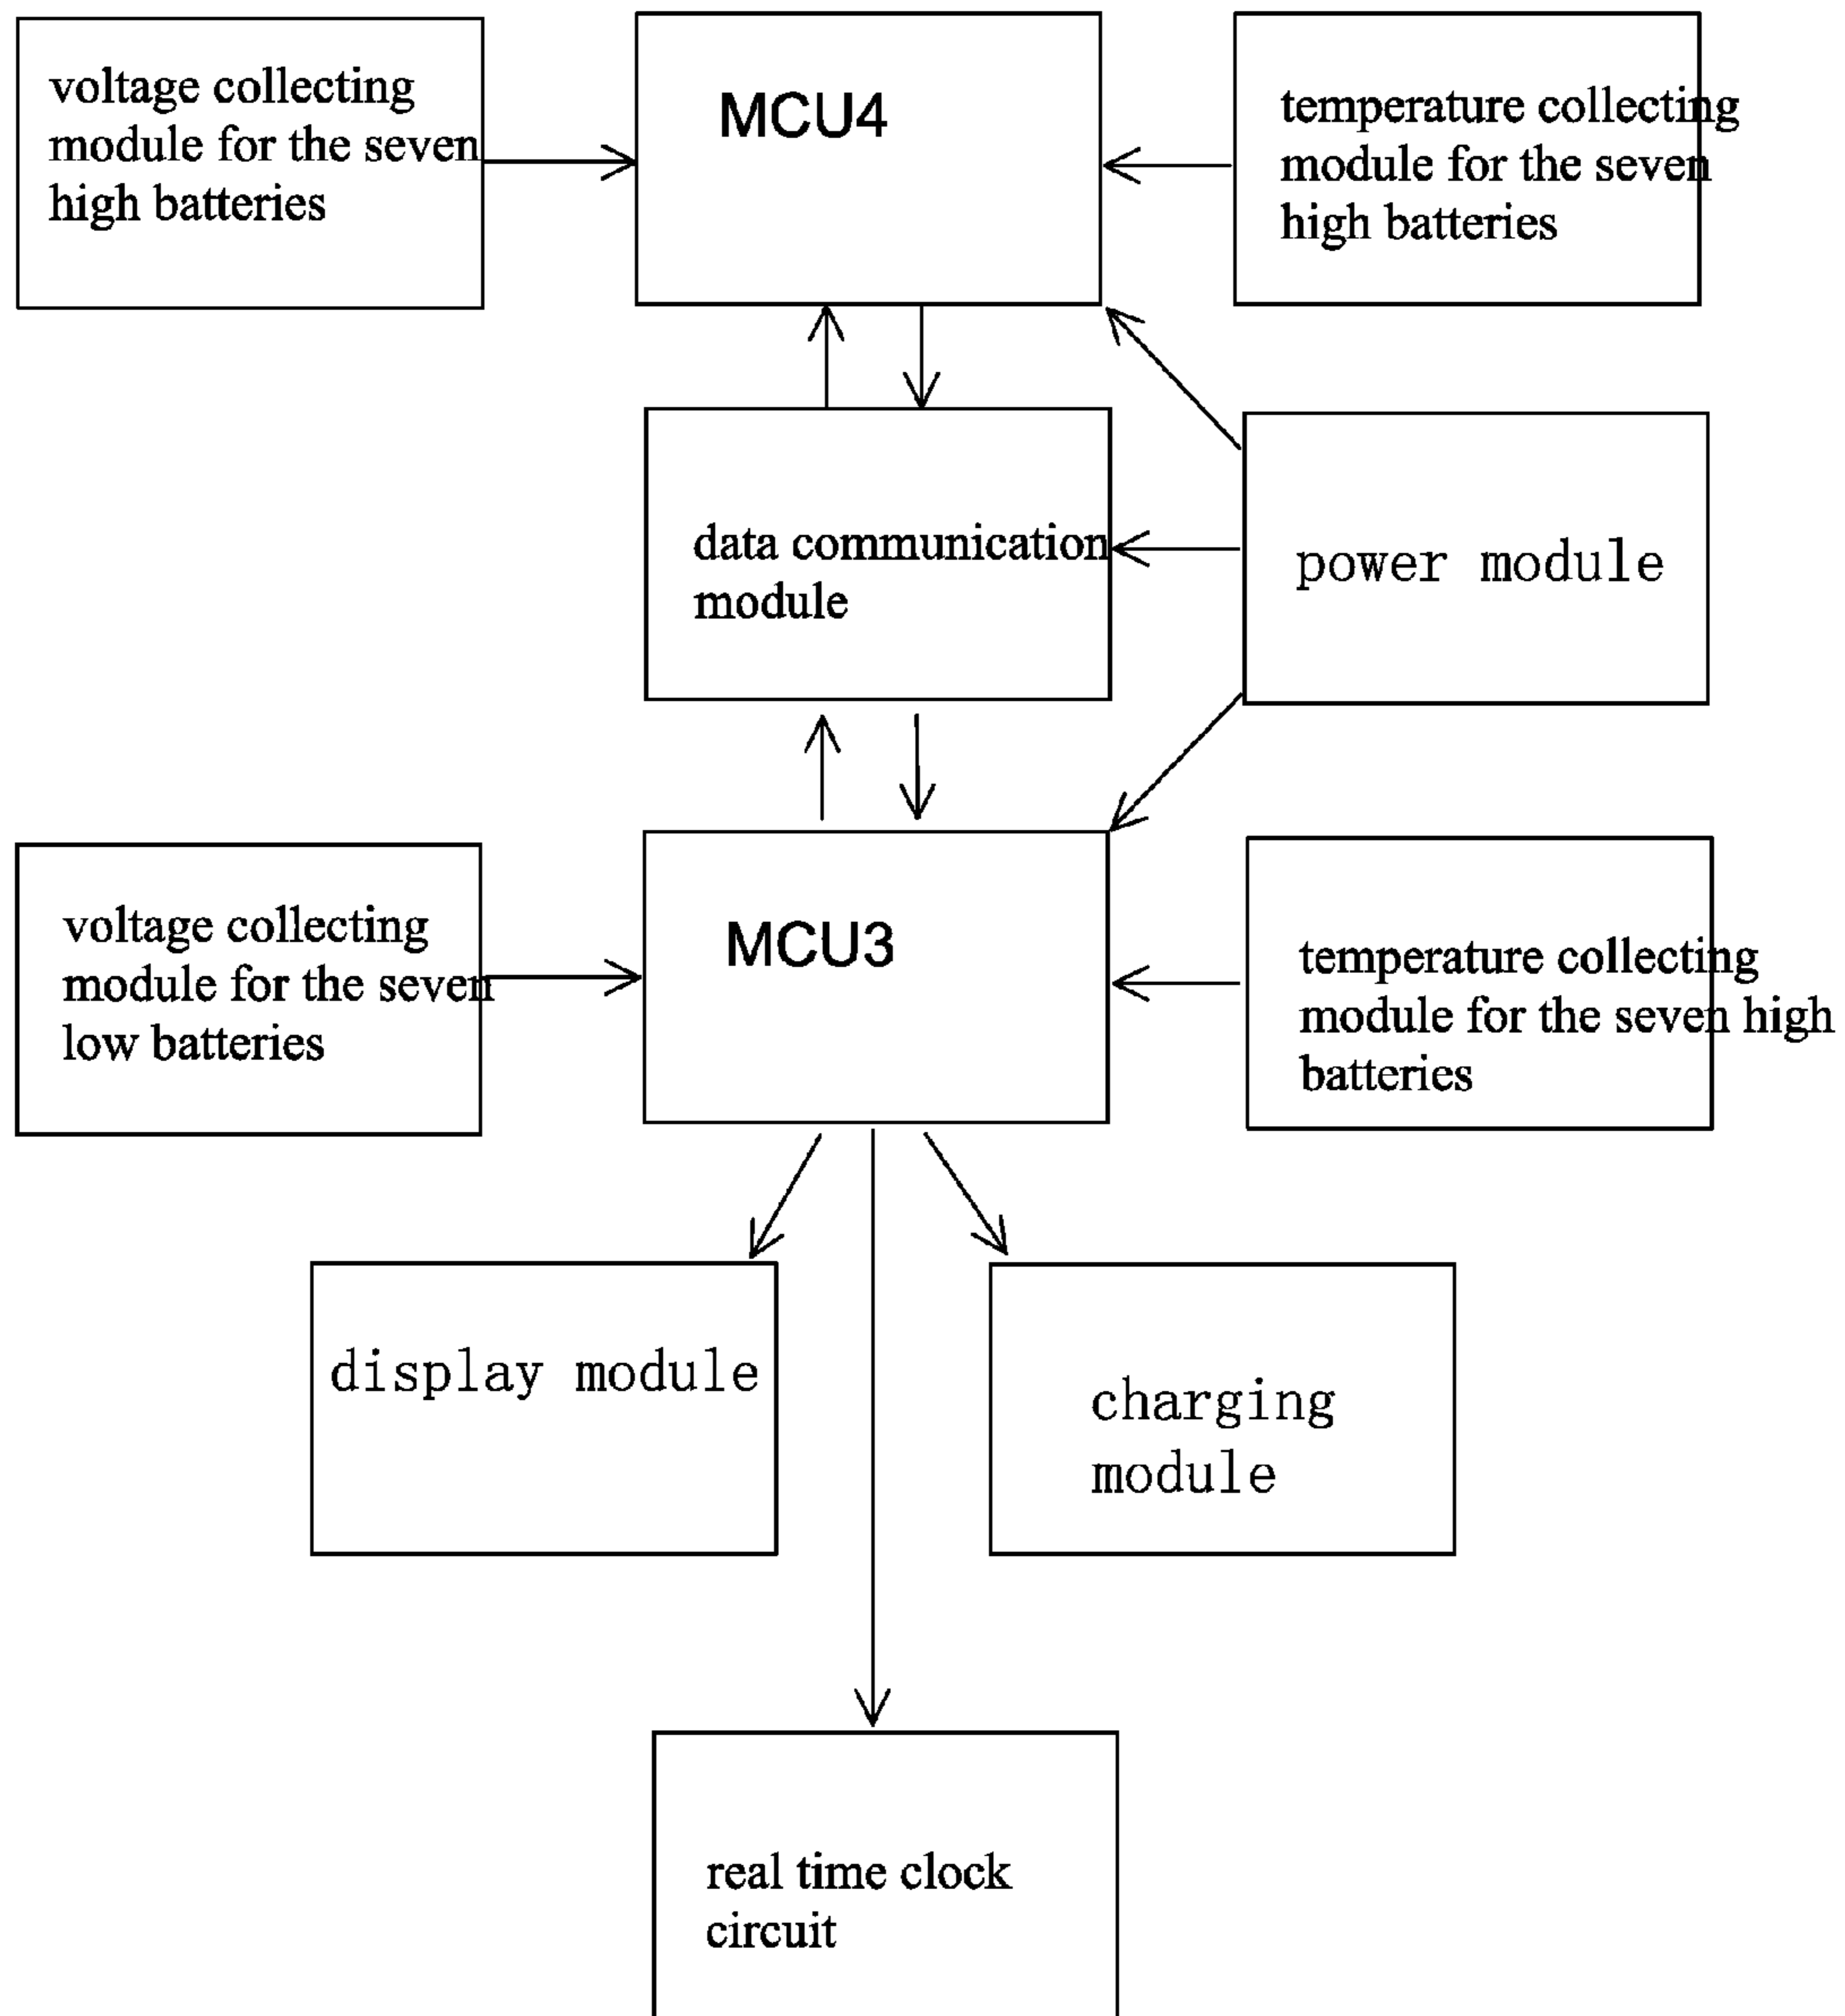 voltage collecting
module for the seven
high batteries
MCU4
temperature collecting
module for the seven
high batteries
data communication
module
power module
voltage collecting
module for the seven
low batteries
MCU3
temperature collecting
module for the seven high
batteries
display module
charging
module
real time clock
circuit